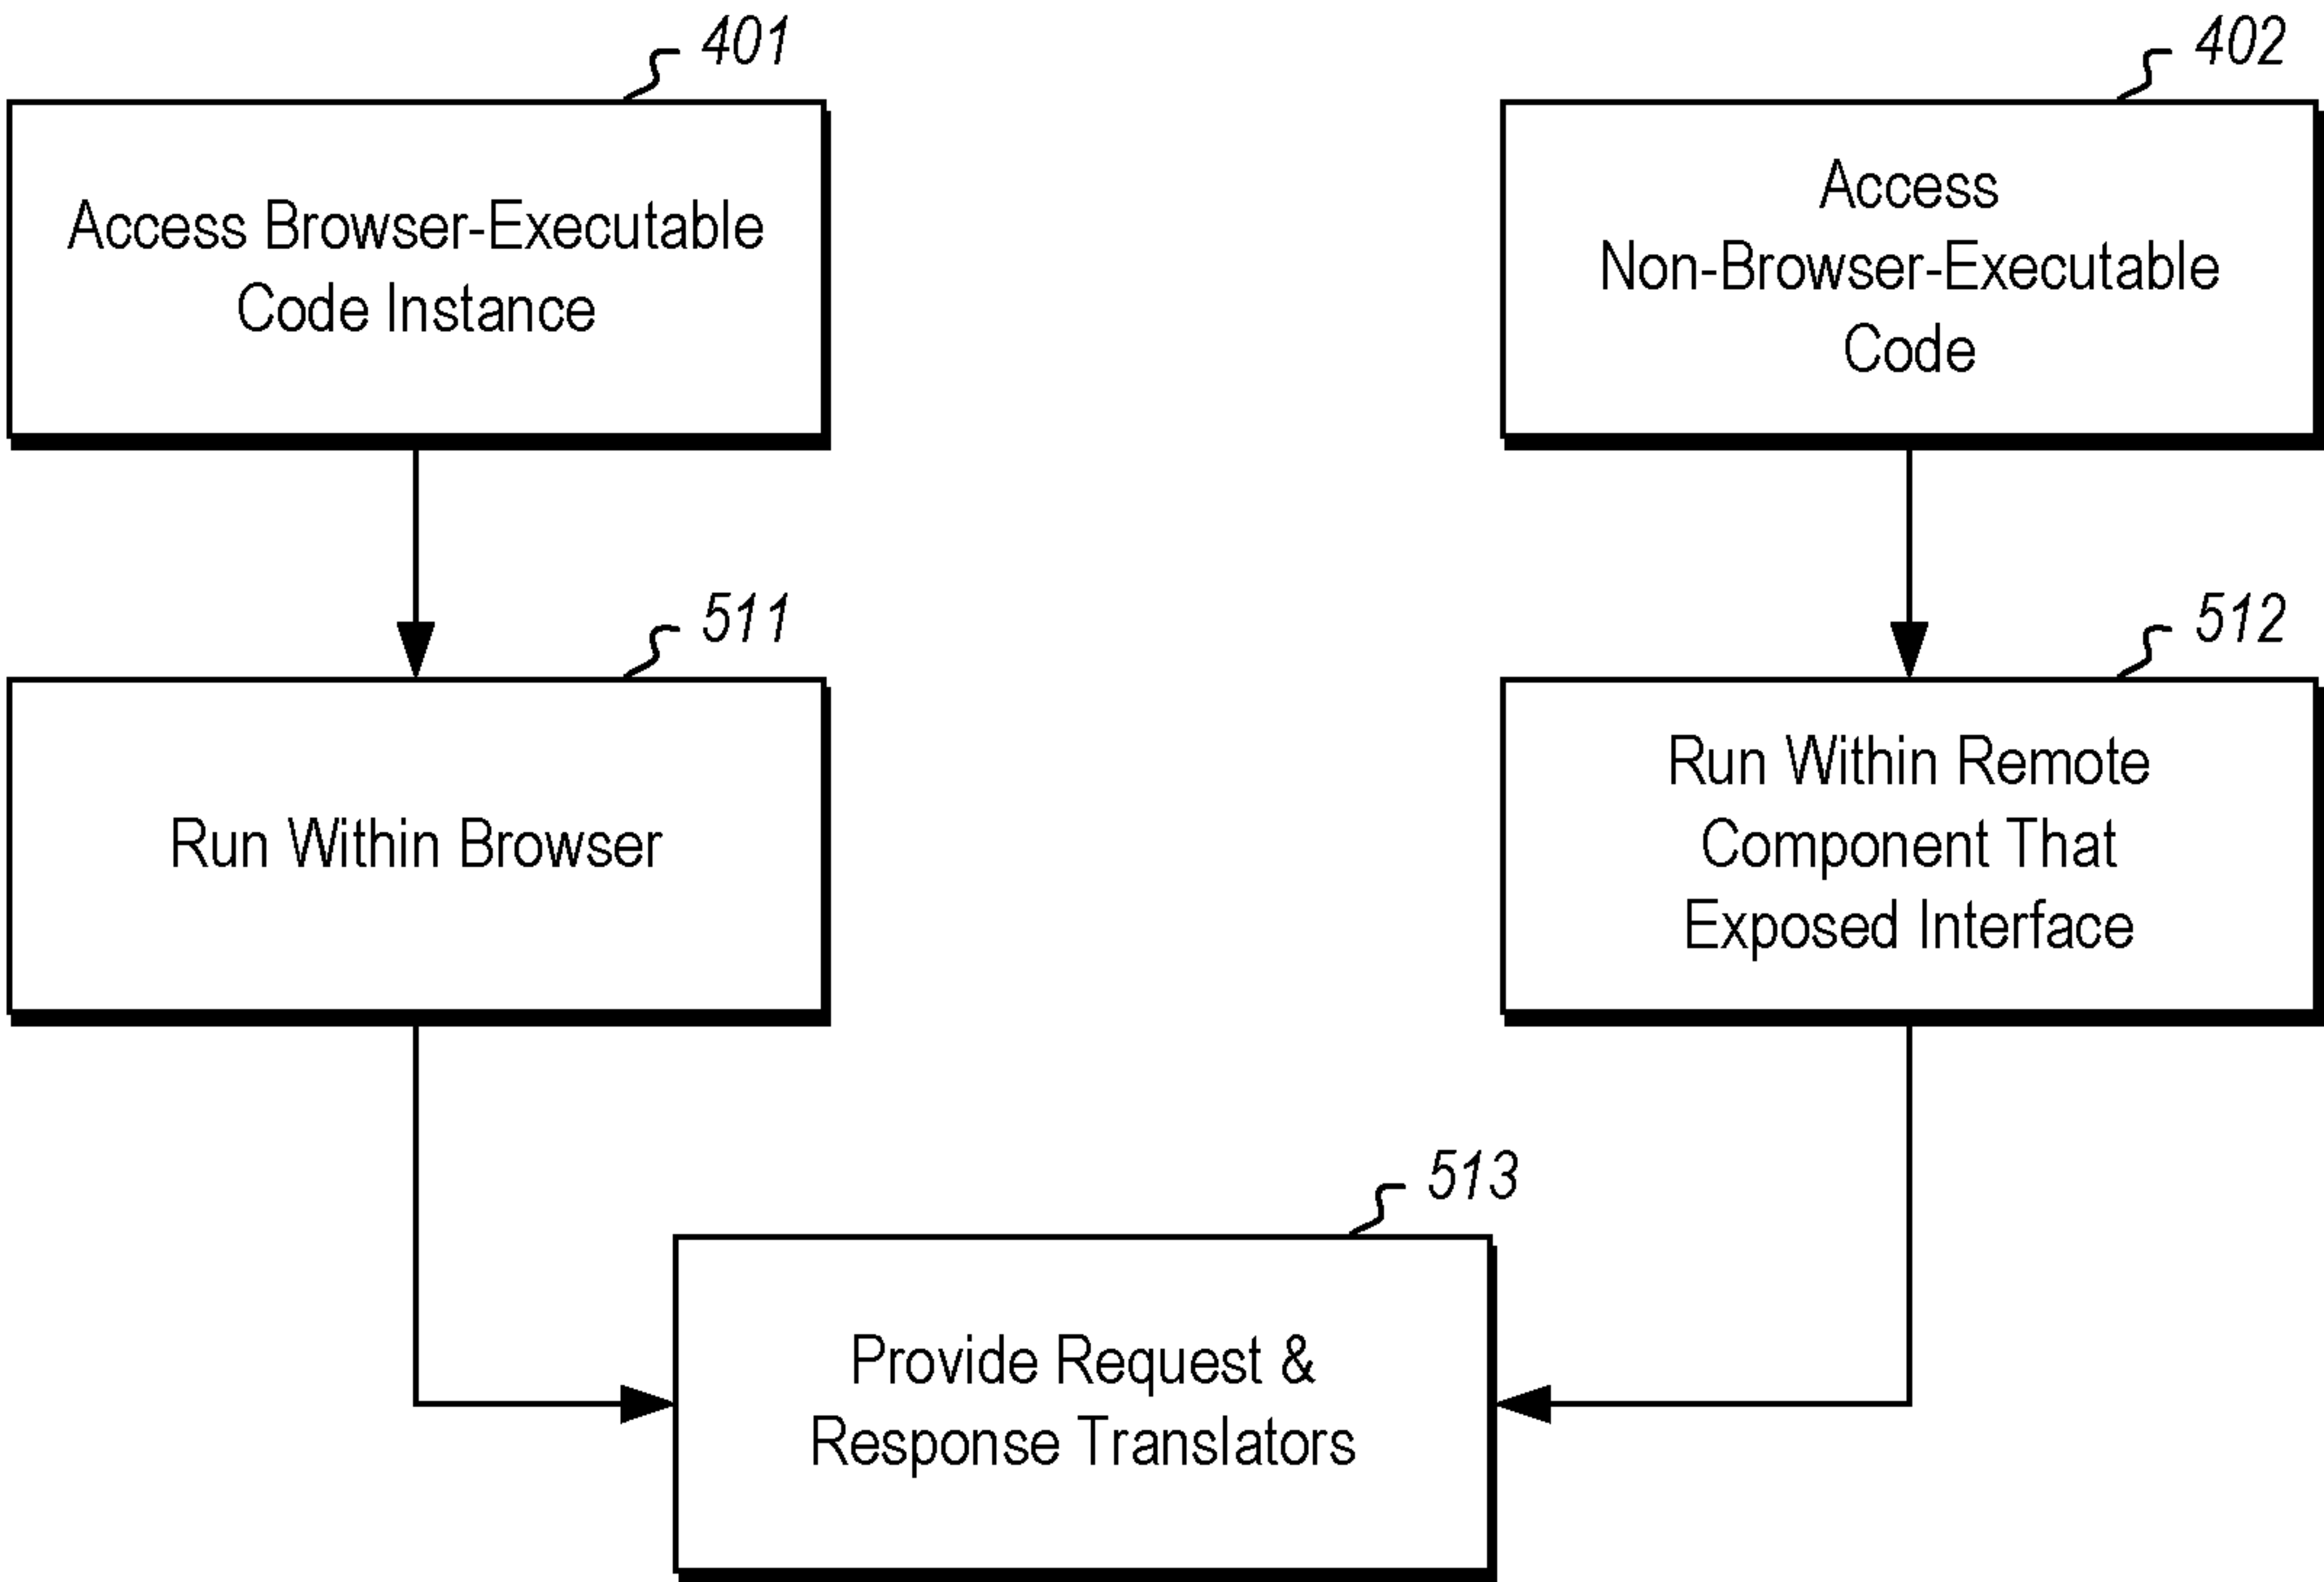 401
Access Browser-Executable
Code Instance
402
Access
Non-Browser-Executable
Code
511
Run Within Browser
512
Run Within Remote
Component That
Exposed Interface
513
Provide Request &
Response Translators